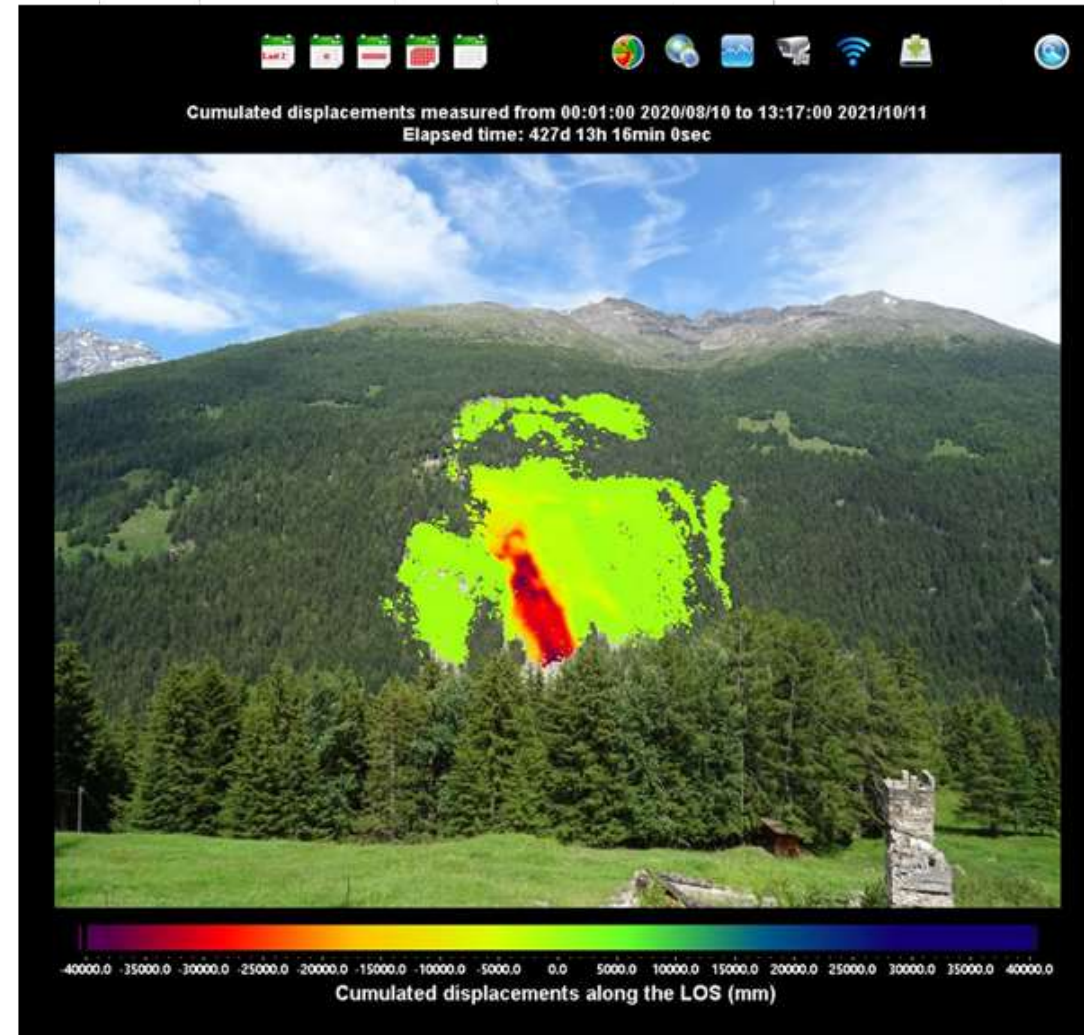 Last 2
Cumulated displacements measured from 00:01:00 2020/08/10 to 13:17:00 2021/10/11
Elapsed time: 427d 13h 16min 0sec
-40000.0 -35000.0 -30000.0 -25000.0 -20000.0 -15000.0 -10000.0 -5000.0 0.0 5000.0 10000.0 15000.0 20000.0 25000.0 30000.0 35000.0 40000.0
Cumulated displacements along the LOS (mm)